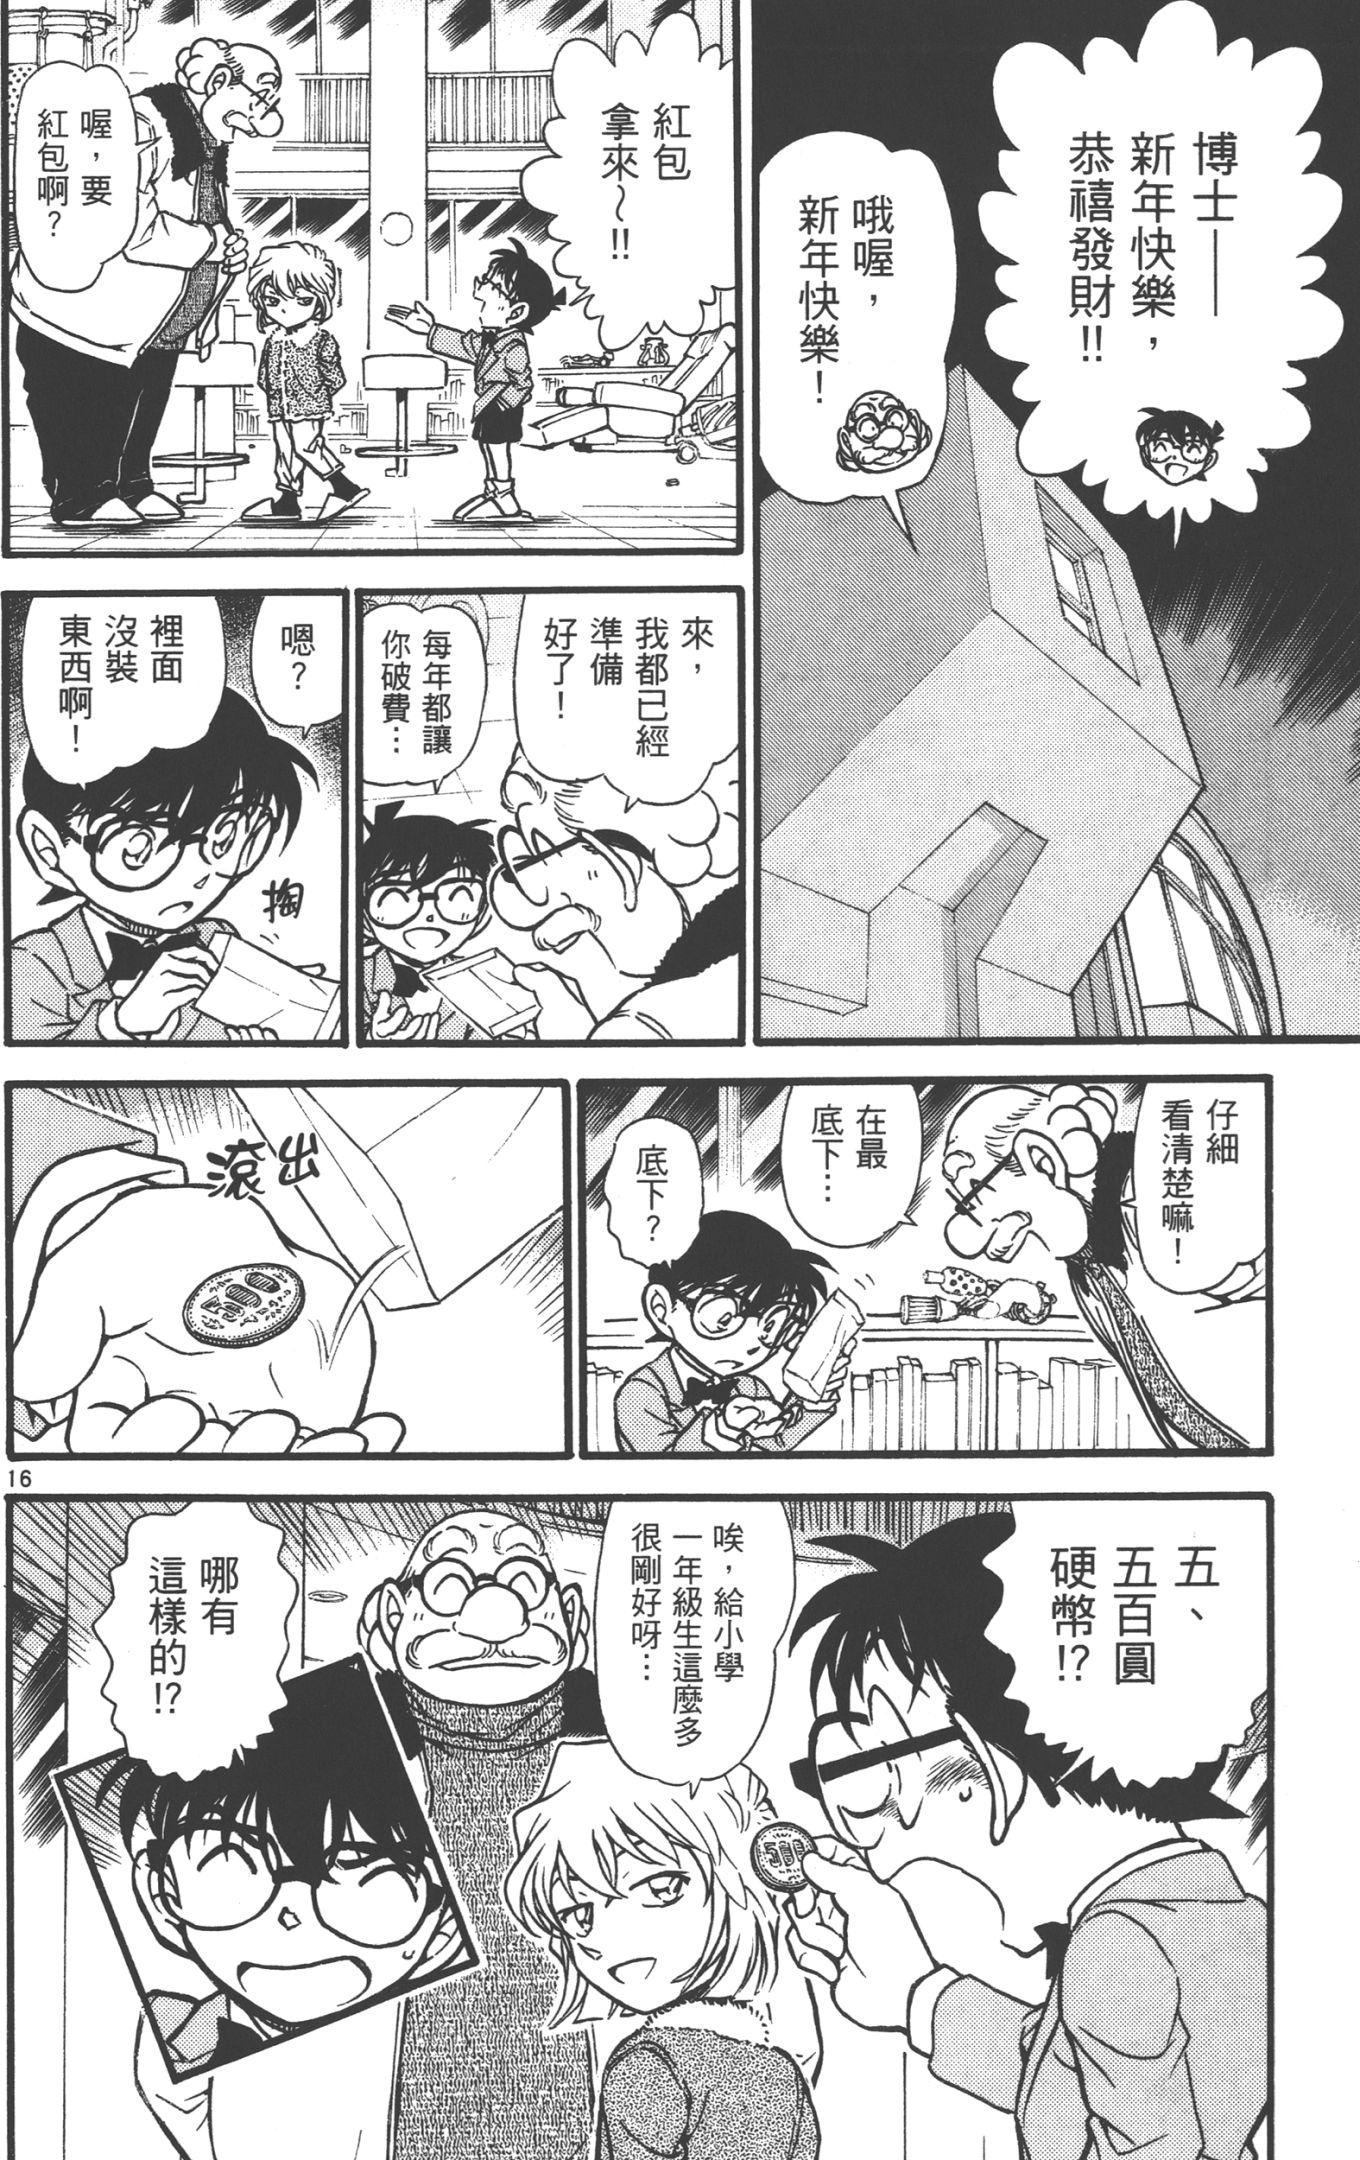 博士——
新年快樂，
恭禧發財!!
哦喔，
新年快樂！
紅包
拿來～!!
喔，要
紅包啊？
來，
我都已經
準備
好了！
每年都讓
你破費…
嗯？
裡面
沒裝
東西啊！
掏
仔細
看清楚嘛！
在最
底下…
底下？
滾出
500
16
五、
五百圓
硬幣!?
500
唉，給小學
一年級生這麼多
很剛好呀…
哪有
這樣的!?